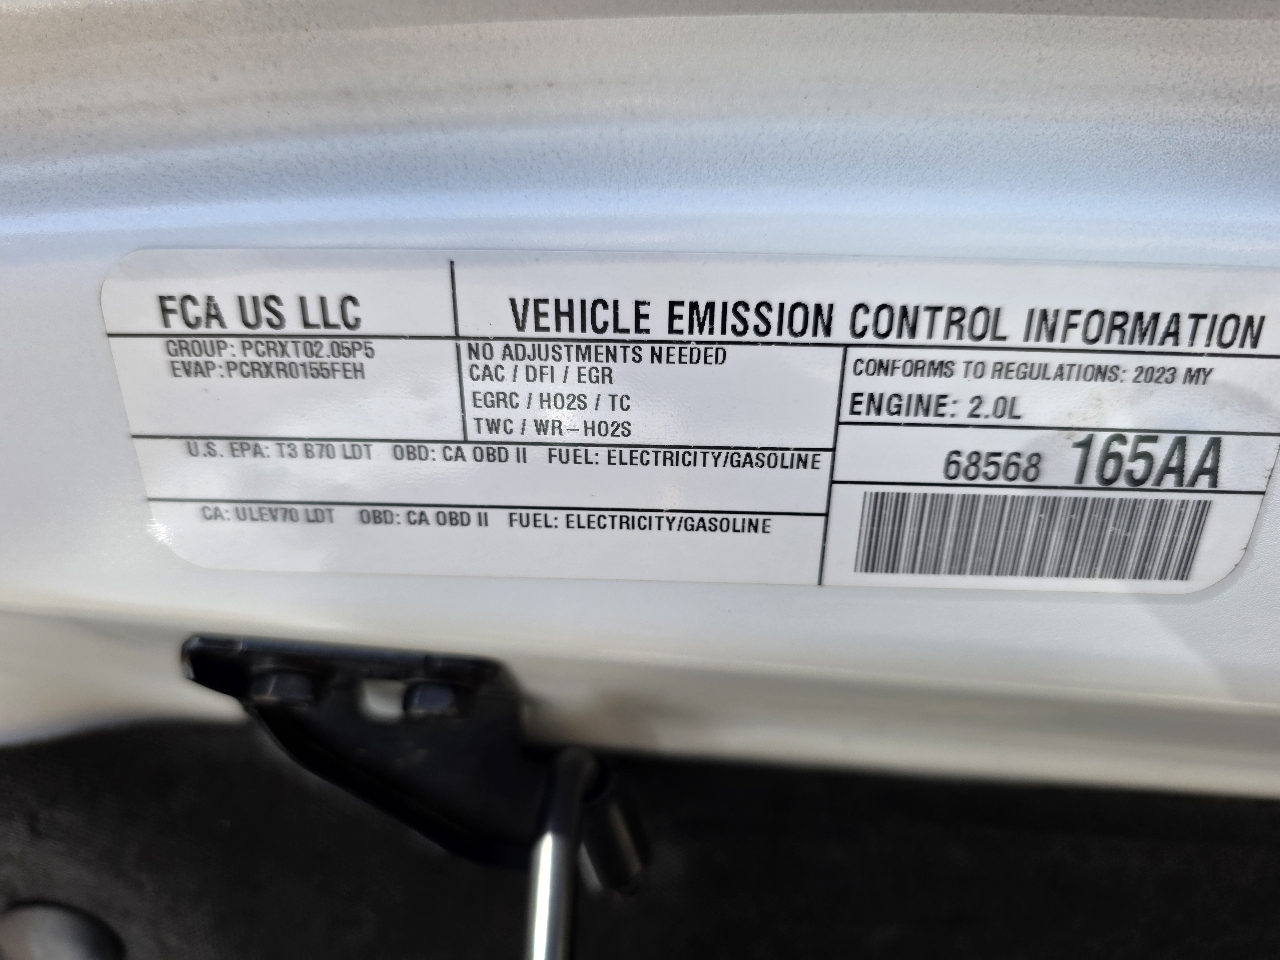 FCA US LLC
VEHICLE EMISSION CONTROL INFORMATION
GROUP: PCRXT02.05P5
EVAP: PCRXR0155FEH
NO ADJUSTMENTS NEEDED
CAC / DFI / EGR
EGRC / HO2S / TC
TWC / WR-HO2S
CONFORMS TO REGULATIONS: 2023 MY
ENGINE: 2.0L
U.S. EPA: T3 B70 LDT OBD: CA OBD II FUEL: ELECTRICITY/GASOLINE
68568 165AA
CA: ULEV70 LDT OBD: CA OBD II FUEL: ELECTRICITY/GASOLINE